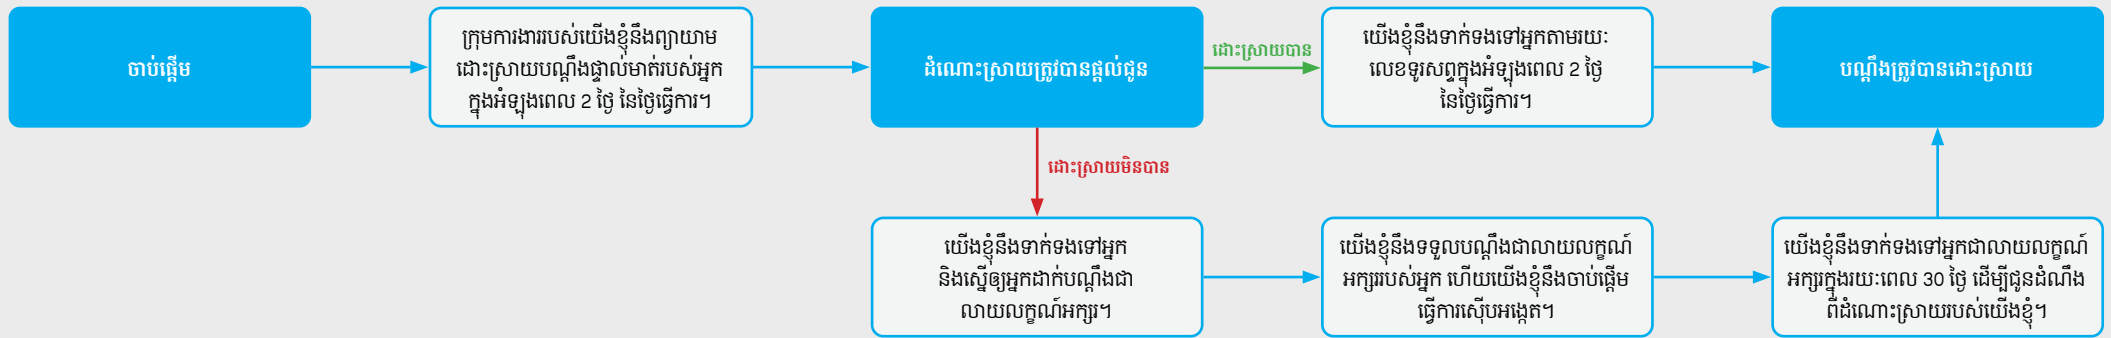 ចាប់ផ្តើម
ក្រុមការងាររបស់យើងខ្ញុំនឹងព្យាយាម
ដោះស្រាយបណ្តឹងផ្ទាល់មាត់របស់អ្នក
ក្នុងអំឡុងពេល 2 ថ្ងៃ នៃថ្ងៃធ្វើការ។
ដំណោះស្រាយត្រូវបានផ្តល់ជូន
ដោះស្រាយបាន
យើងខ្ញុំនឹងទាក់ទងទៅអ្នកតាមរយៈ
លេខទូរសព្ទក្នុងអំឡុងពេល 2 ថ្ងៃ
នៃថ្ងៃធ្វើការ។
បណ្តឹងត្រូវបានដោះស្រាយ
ដោះស្រាយមិនបាន
យើងខ្ញុំនឹងទាក់ទងទៅអ្នក
និងស្នើឲ្យអ្នកដាក់បណ្តឹងជា
លាយលក្ខណ៍អក្សរ។
យើងខ្ញុំនឹងទទួលបណ្តឹងជាលាយលក្ខណ៍
អក្សររបស់អ្នក ហើយយើងខ្ញុំនឹងចាប់ផ្តើម
ធ្វើការស៊ើបអង្កេត។
យើងខ្ញុំនឹងទាក់ទងទៅអ្នកជាលាយលក្ខណ៍
អក្សរក្នុងរយៈពេល 30 ថ្ងៃ ដើម្បីជូនដំណឹង
ពីដំណោះស្រាយរបស់យើងខ្ញុំ។